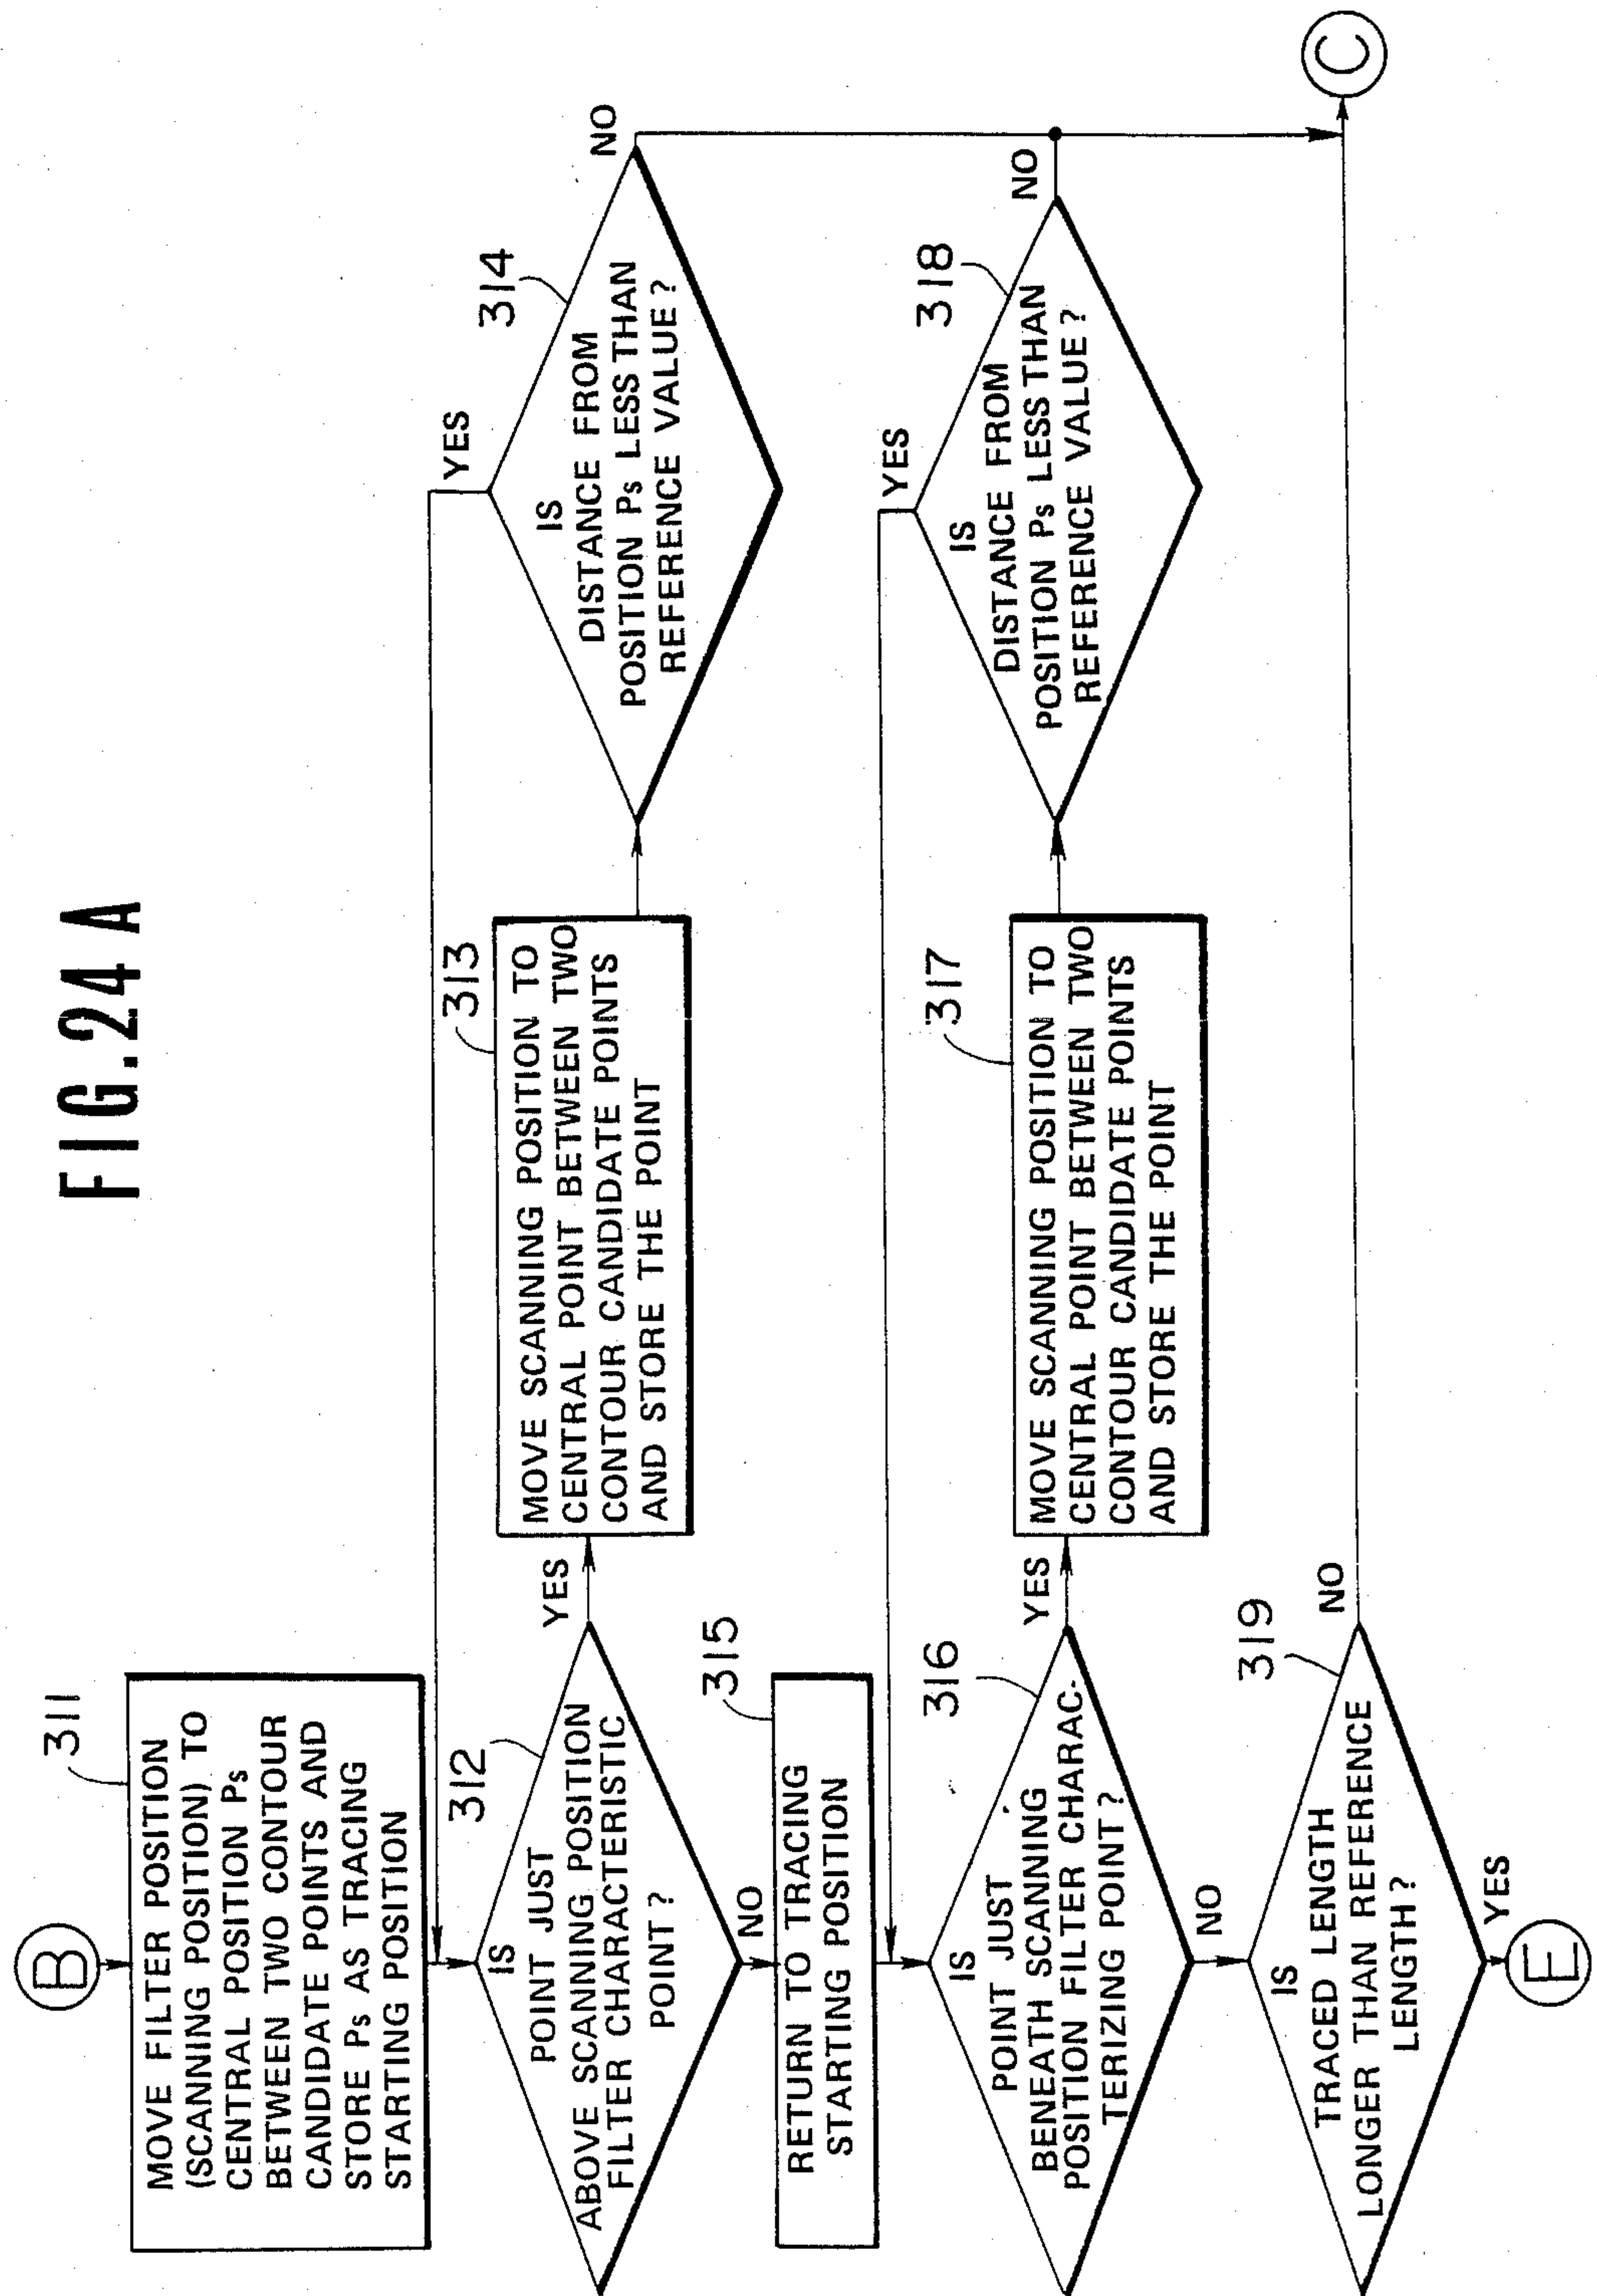 FIG.24 A
B
311
MOVE FILTER POSITION
(SCANNING POSITION) TO
CENTRAL POSITION Ps
BETWEEN TWO CONTOUR
CANDIDATE POINTS AND
STORE Ps AS TRACING
STARTING POSITION
312
IS
POINT JUST
ABOVE SCANNING POSITION
FILTER CHARACTERISTIC
POINT?
YES
NO
313
MOVE SCANNING POSITION TO
CENTRAL POINT BETWEEN TWO
CONTOUR CANDIDATE POINTS
AND STORE THE POINT
314
IS
DISTANCE FROM
POSITION Ps LESS THAN
REFERENCE VALUE?
YES
NO
315
RETURN TO TRACING
STARTING POSITION
316
IS
POINT JUST
BENEATH SCANNING
POSITION FILTER CHARAC-
TERIZING POINT?
YES
NO
317
MOVE SCANNING POSITION TO
CENTRAL POINT BETWEEN TWO
CONTOUR CANDIDATE POINTS
AND STORE THE POINT
318
IS
DISTANCE FROM
POSITION Ps LESS THAN
REFERENCE VALUE?
YES
NO
319
IS
TRACED LENGTH
LONGER THAN REFERENCE
LENGTH?
NO
YES
C
E